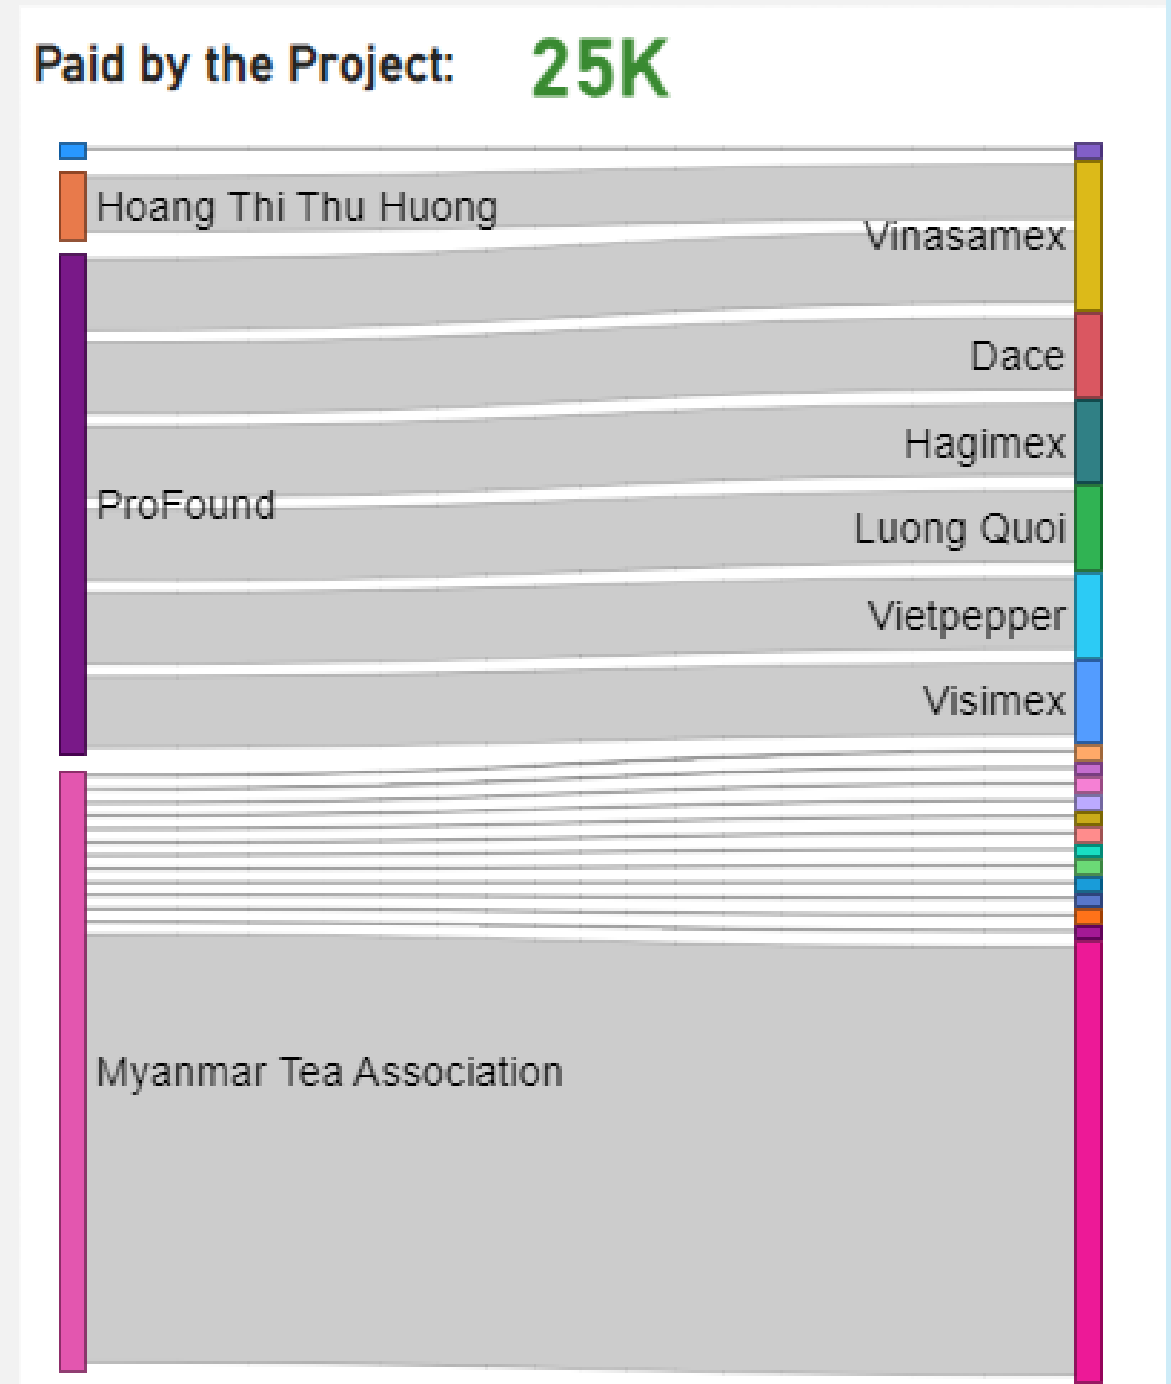 Paid by the Project: 25K
Hoang Thi Thu Huong
Vinasamex
Dace
Hagimex
ProFound
Luong Quoi
Vietpepper
Visimex
Myanmar Tea Association